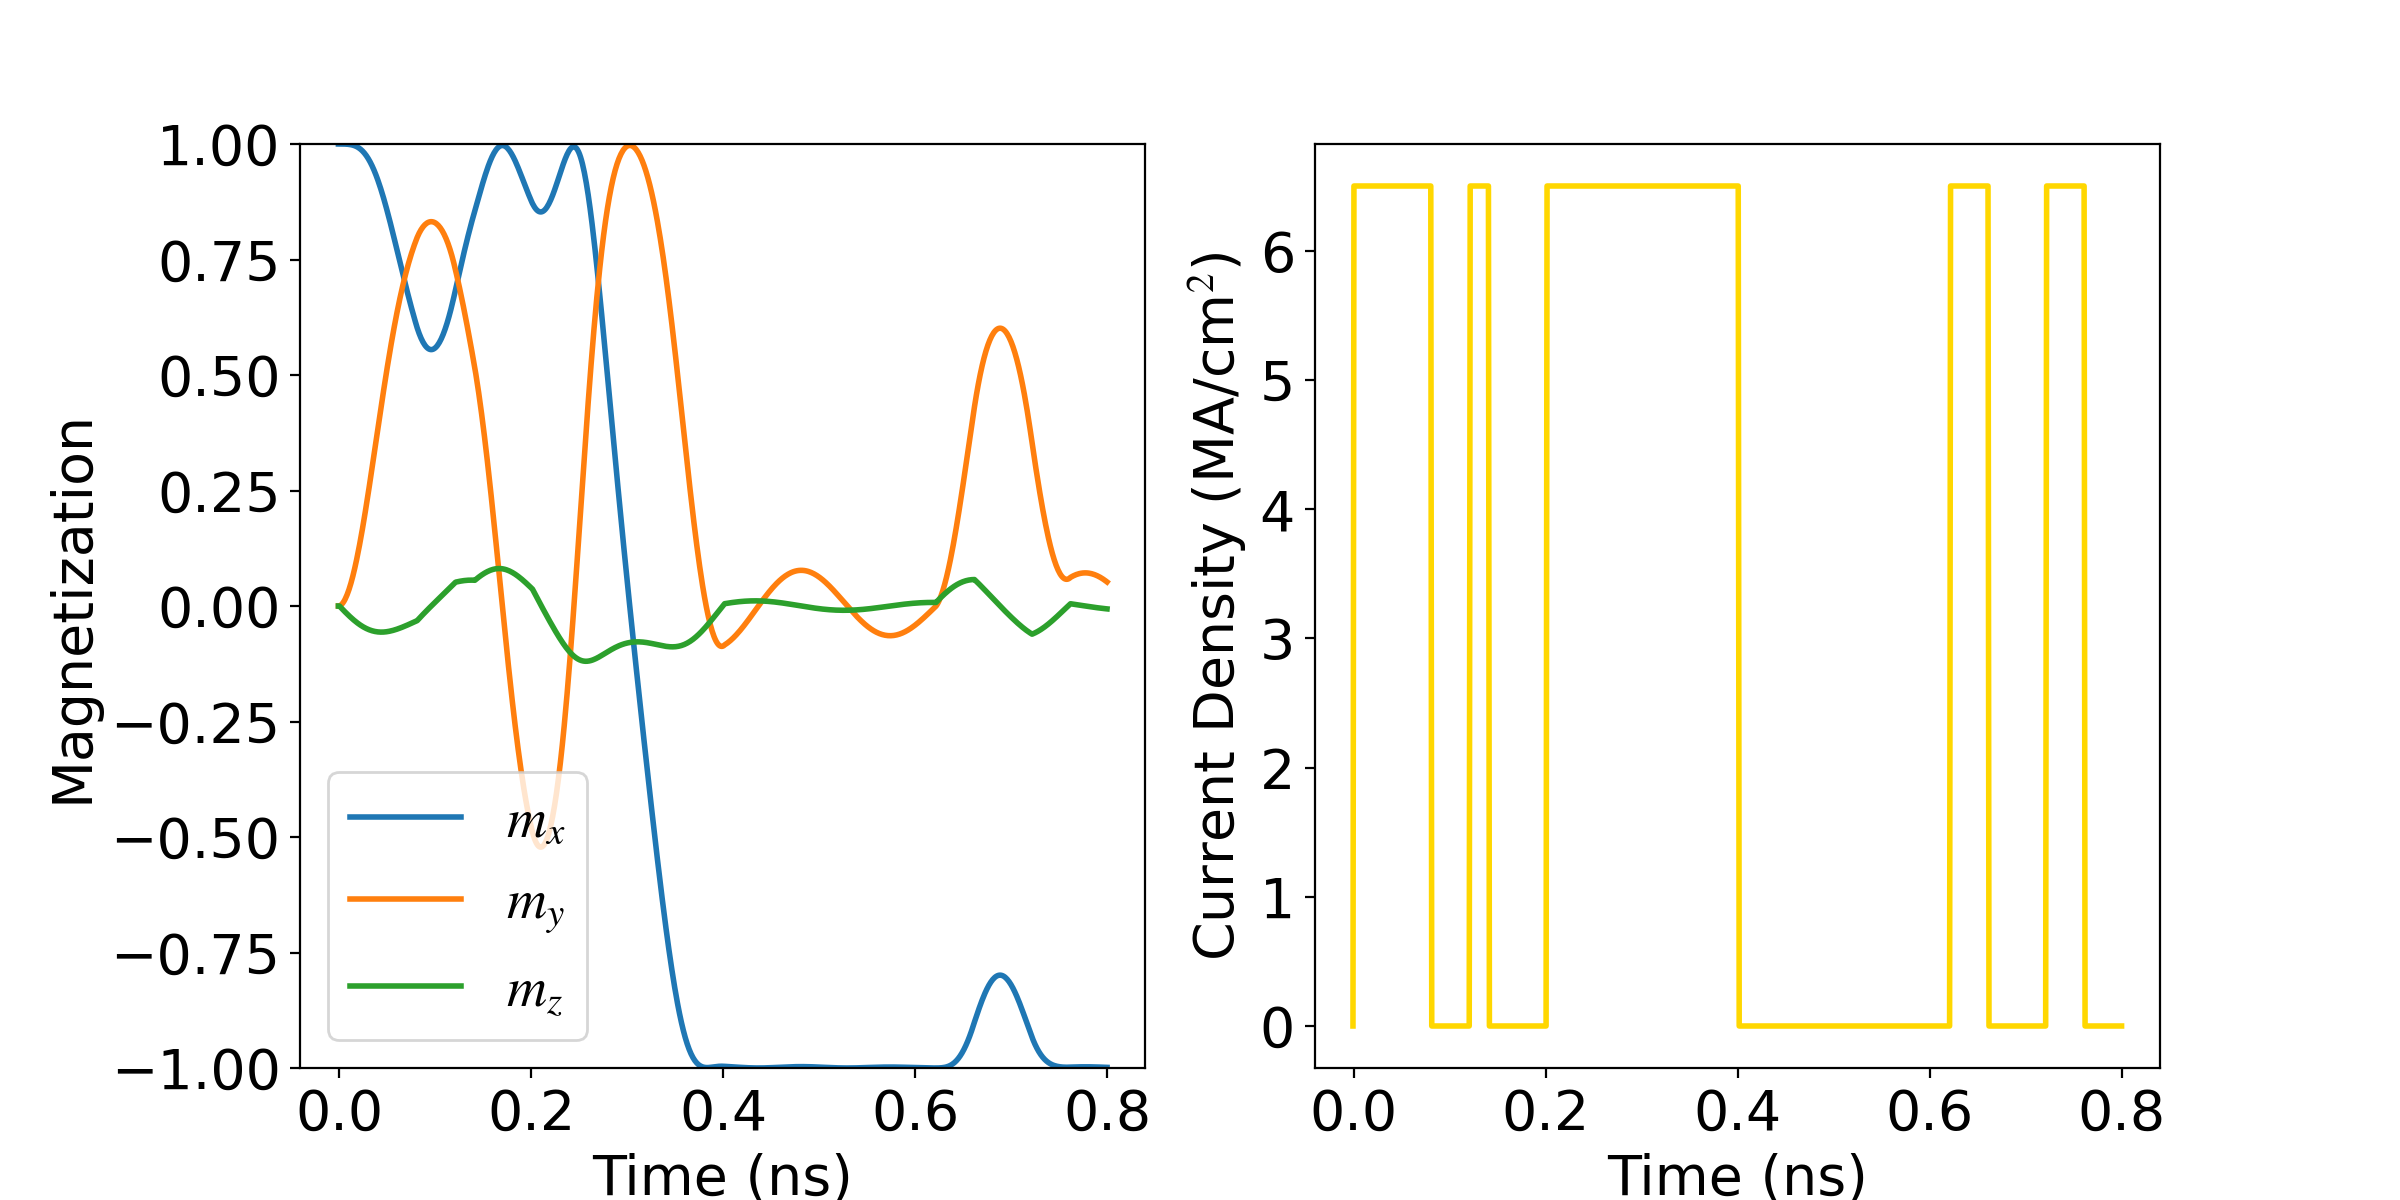 Magnetization
1.00
0.75
0.50
0.25
0.00
−0.25
−0.50
−0.75
−1.00
0.0 0.2 0.4 0.6 0.8
Time (ns)
m_x
m_y
m_z
Current Density (MA/cm²)
6
5
4
3
2
1
0
0.0 0.2 0.4 0.6 0.8
Time (ns)